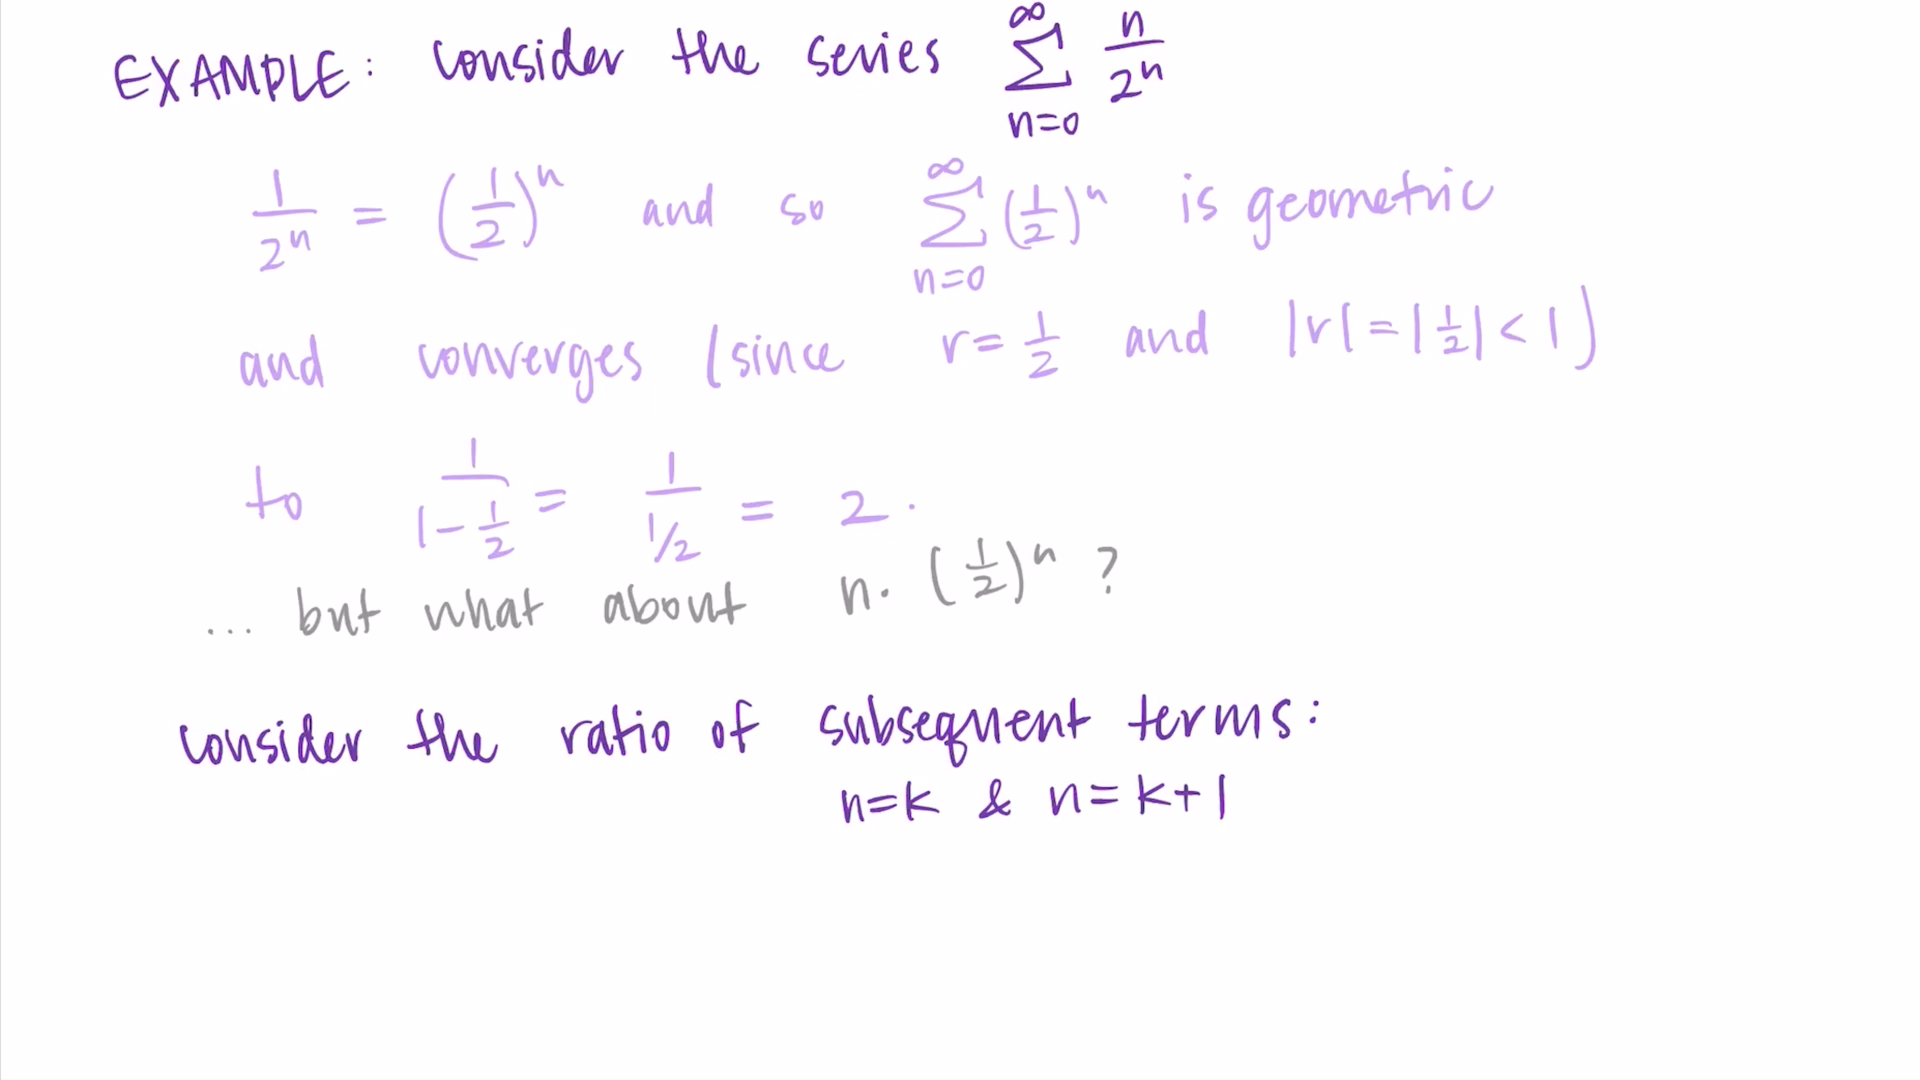 EXAMPLE: consider the series ∑_{n=0}^{∞} n/2^n
1/2^n = (1/2)^n and so ∑_{n=0}^{∞} (1/2)^n is geometric
and converges (since r = 1/2 and |r| = |1/2| < 1)
to 1/(1 - 1/2) = 1/(1/2) = 2.
... but what about n · (1/2)^n ?
consider the ratio of subsequent terms:
n=k & n=k+1